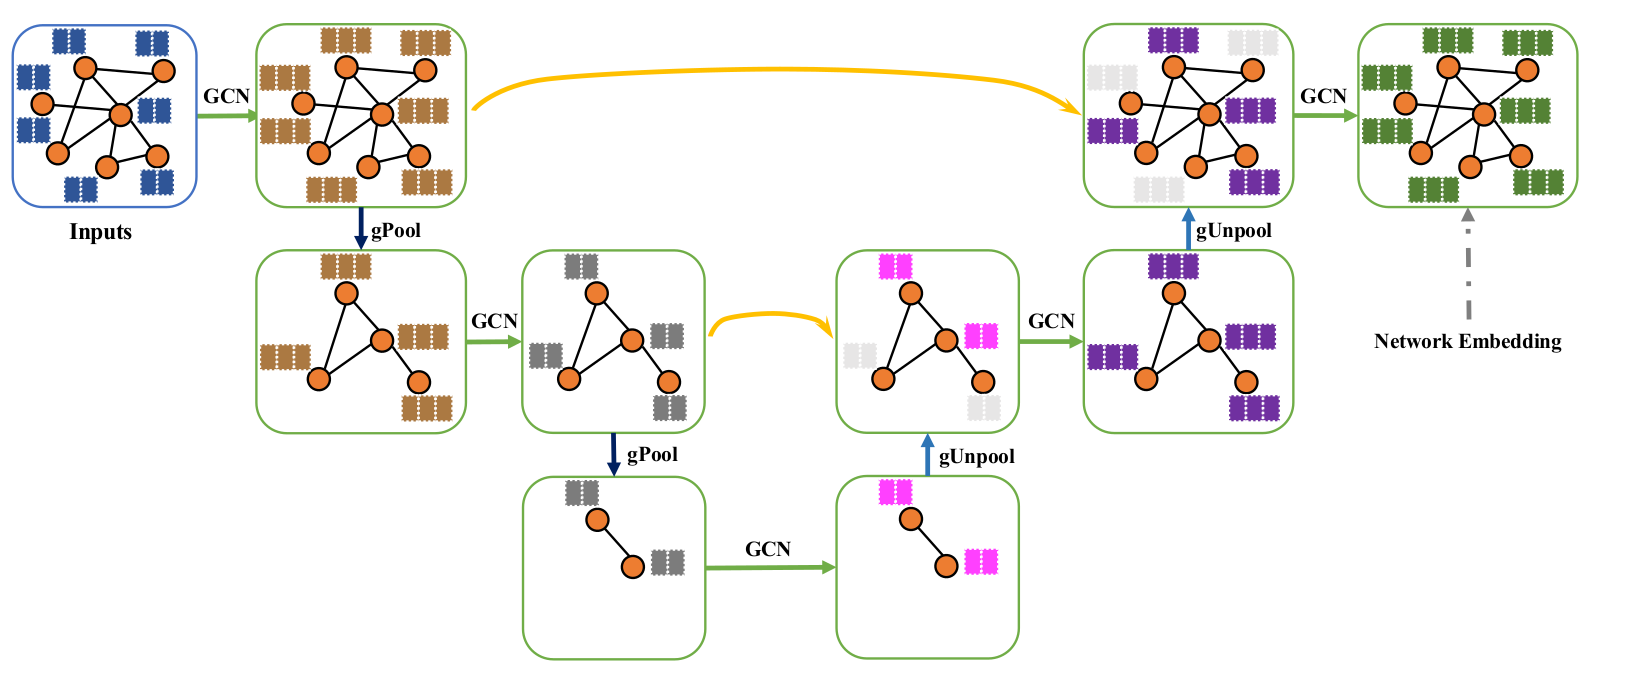 GCN
GCN
Inputs
gPool
gUnpool
GCN
GCN
Network Embedding
gPool
gUnpool
GCN